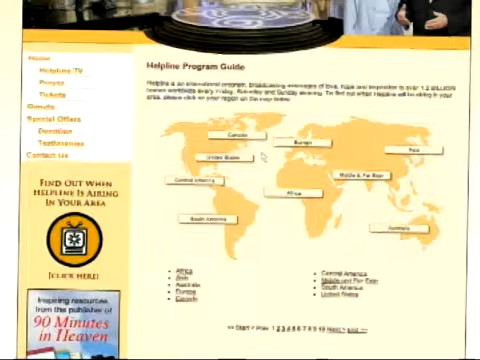 Home
Helpline TV
Prayer
Tickets
Guests
Special Offers
Donation
Testimonies
Contact Us
FIND OUT WHEN
HELPLINE IS AIRING
IN YOUR AREA
[CLICK HERE]
Inspiring resources
from the publisher of
90 Minutes
in Heaven
Helpline Program Guide
Helpline is an international program, broadcasting messages of love, hope and inspiration to over 1.2 BILLION
homes worldwide every Friday, Saturday and Sunday evening. To find out when Helpline will be airing in your
area, please click on your region on the map below.
Canada
Europe
Asia
United States
Central America
Middle & Far East
Africa
South America
Australia
Africa
Asia
Australia
Europe
Canada
Central America
Middle and Far East
South America
United States
<< Start < Prev 1 2 3 4 5 6 7 8 9 10 Next > End >>